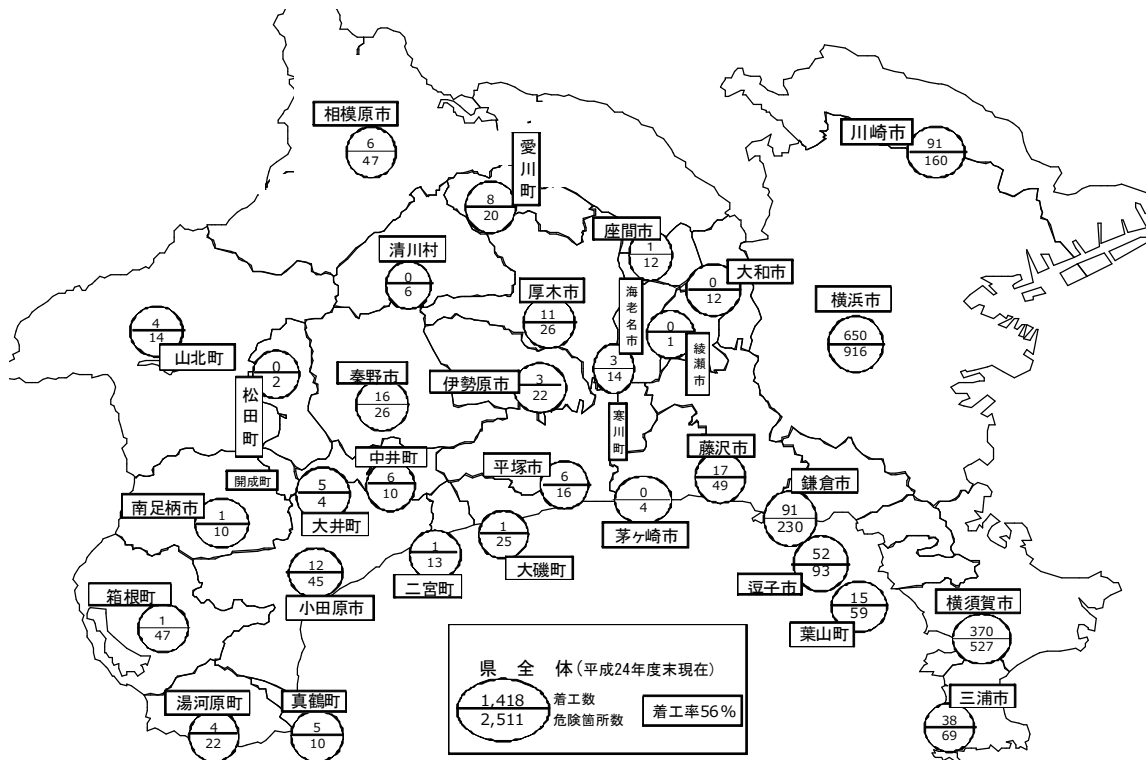 相模原市
6
47
愛川町
8
20
川崎市
91
160
座間市
1
12
清川村
0
6
大和市
0
12
厚木市
11
26
海老名市
3
14
横浜市
650
916
綾瀬市
0
1
山北町
4
14
松田町
0
2
秦野市
16
26
伊勢原市
3
22
寒川町
中井町
6
10
平塚市
6
16
藤沢市
17
49
開成町
大井町
5
4
南足柄市
1
10
茅ヶ崎市
0
4
鎌倉市
91
230
大磯町
1
25
二宮町
1
13
逗子市
52
93
小田原市
12
45
箱根町
1
47
葉山町
15
59
横須賀市
370
527
湯河原町
4
22
真鶴町
5
10
三浦市
38
69
県全体(平成24年度末現在)
1,418 着工数
2,511 危険箇所数
着工率56%